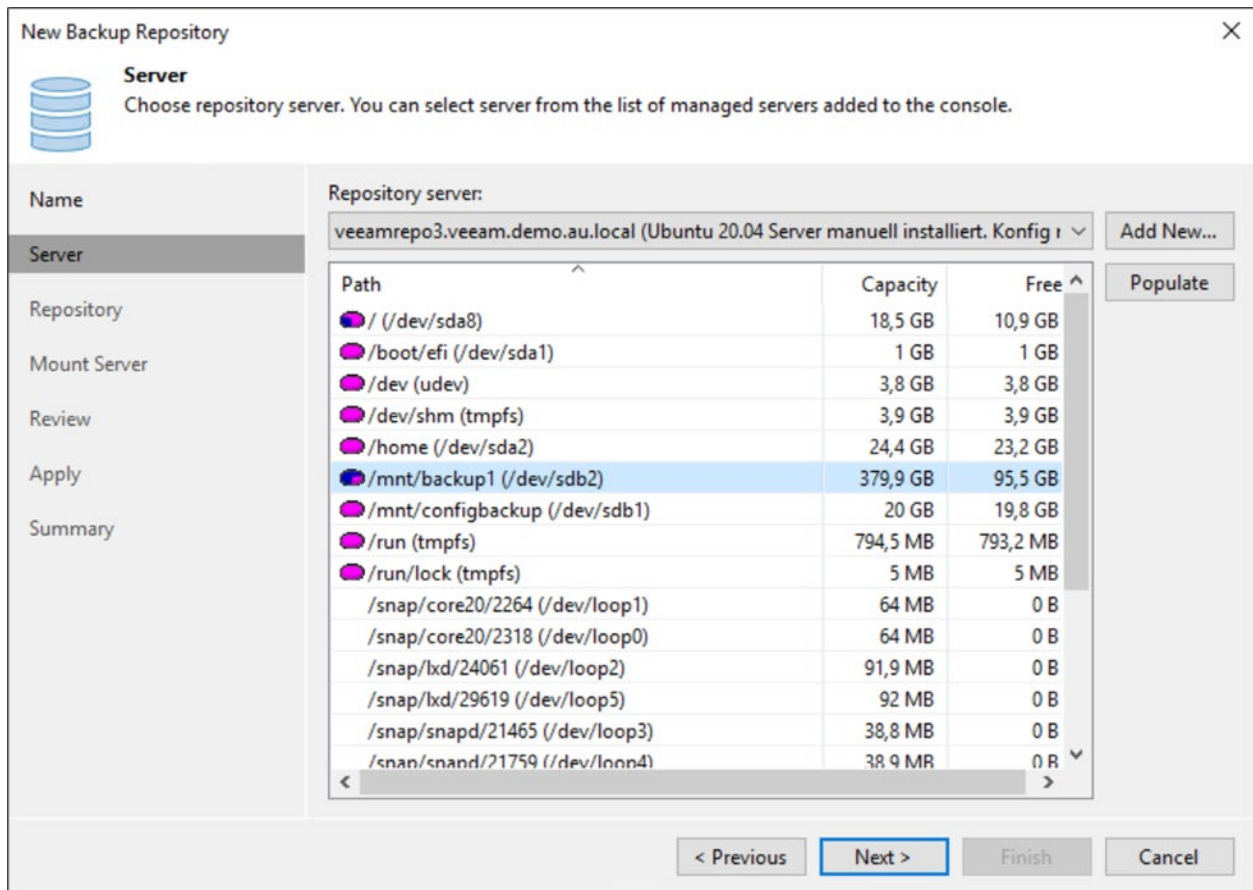 New Backup Repository
Server
Choose repository server. You can select server from the list of managed servers added to the console.
Name
Server
Repository
Mount Server
Review
Apply
Summary
Repository server:
veeamrepo3.veeam.demo.au.local (Ubuntu 20.04 Server manuell installiert. Konfig
Add New...
Populate
Path Capacity Free
/ (/dev/sda8) 18,5 GB 10,9 GB
/boot/efi (/dev/sda1) 1 GB 1 GB
/dev (udev) 3,8 GB 3,8 GB
/dev/shm (tmpfs) 3,9 GB 3,9 GB
/home (/dev/sda2) 24,4 GB 23,2 GB
/mnt/backup1 (/dev/sdb2) 379,9 GB 95,5 GB
/mnt/configbackup (/dev/sdb1) 20 GB 19,8 GB
/run (tmpfs) 794,5 MB 793,2 MB
/run/lock (tmpfs) 5 MB 5 MB
/snap/core20/2264 (/dev/loop1) 64 MB 0 B
/snap/core20/2318 (/dev/loop0) 64 MB 0 B
/snap/lxd/24061 (/dev/loop2) 91,9 MB 0 B
/snap/lxd/29619 (/dev/loop5) 92 MB 0 B
/snap/snapd/21465 (/dev/loop3) 38,8 MB 0 B
/snap/snapd/21759 (/dev/loop4) 38,9 MB 0 B
< Previous
Next >
Finish
Cancel